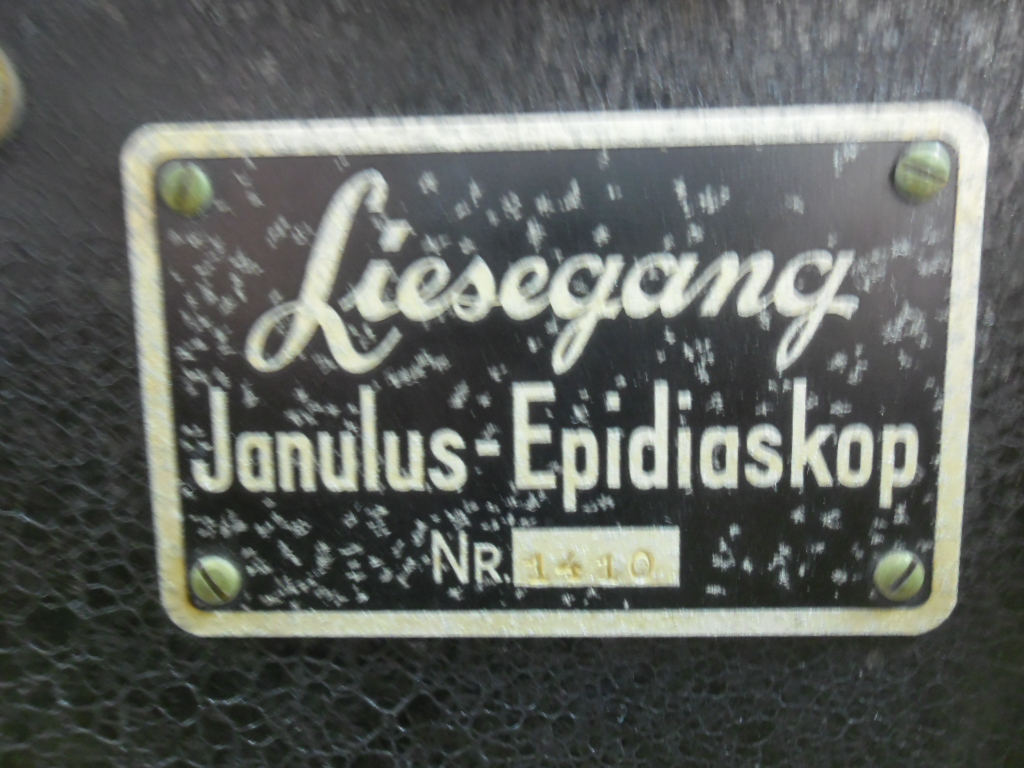 Liesegang
Janulus-Epidiaskop
NR. 1410